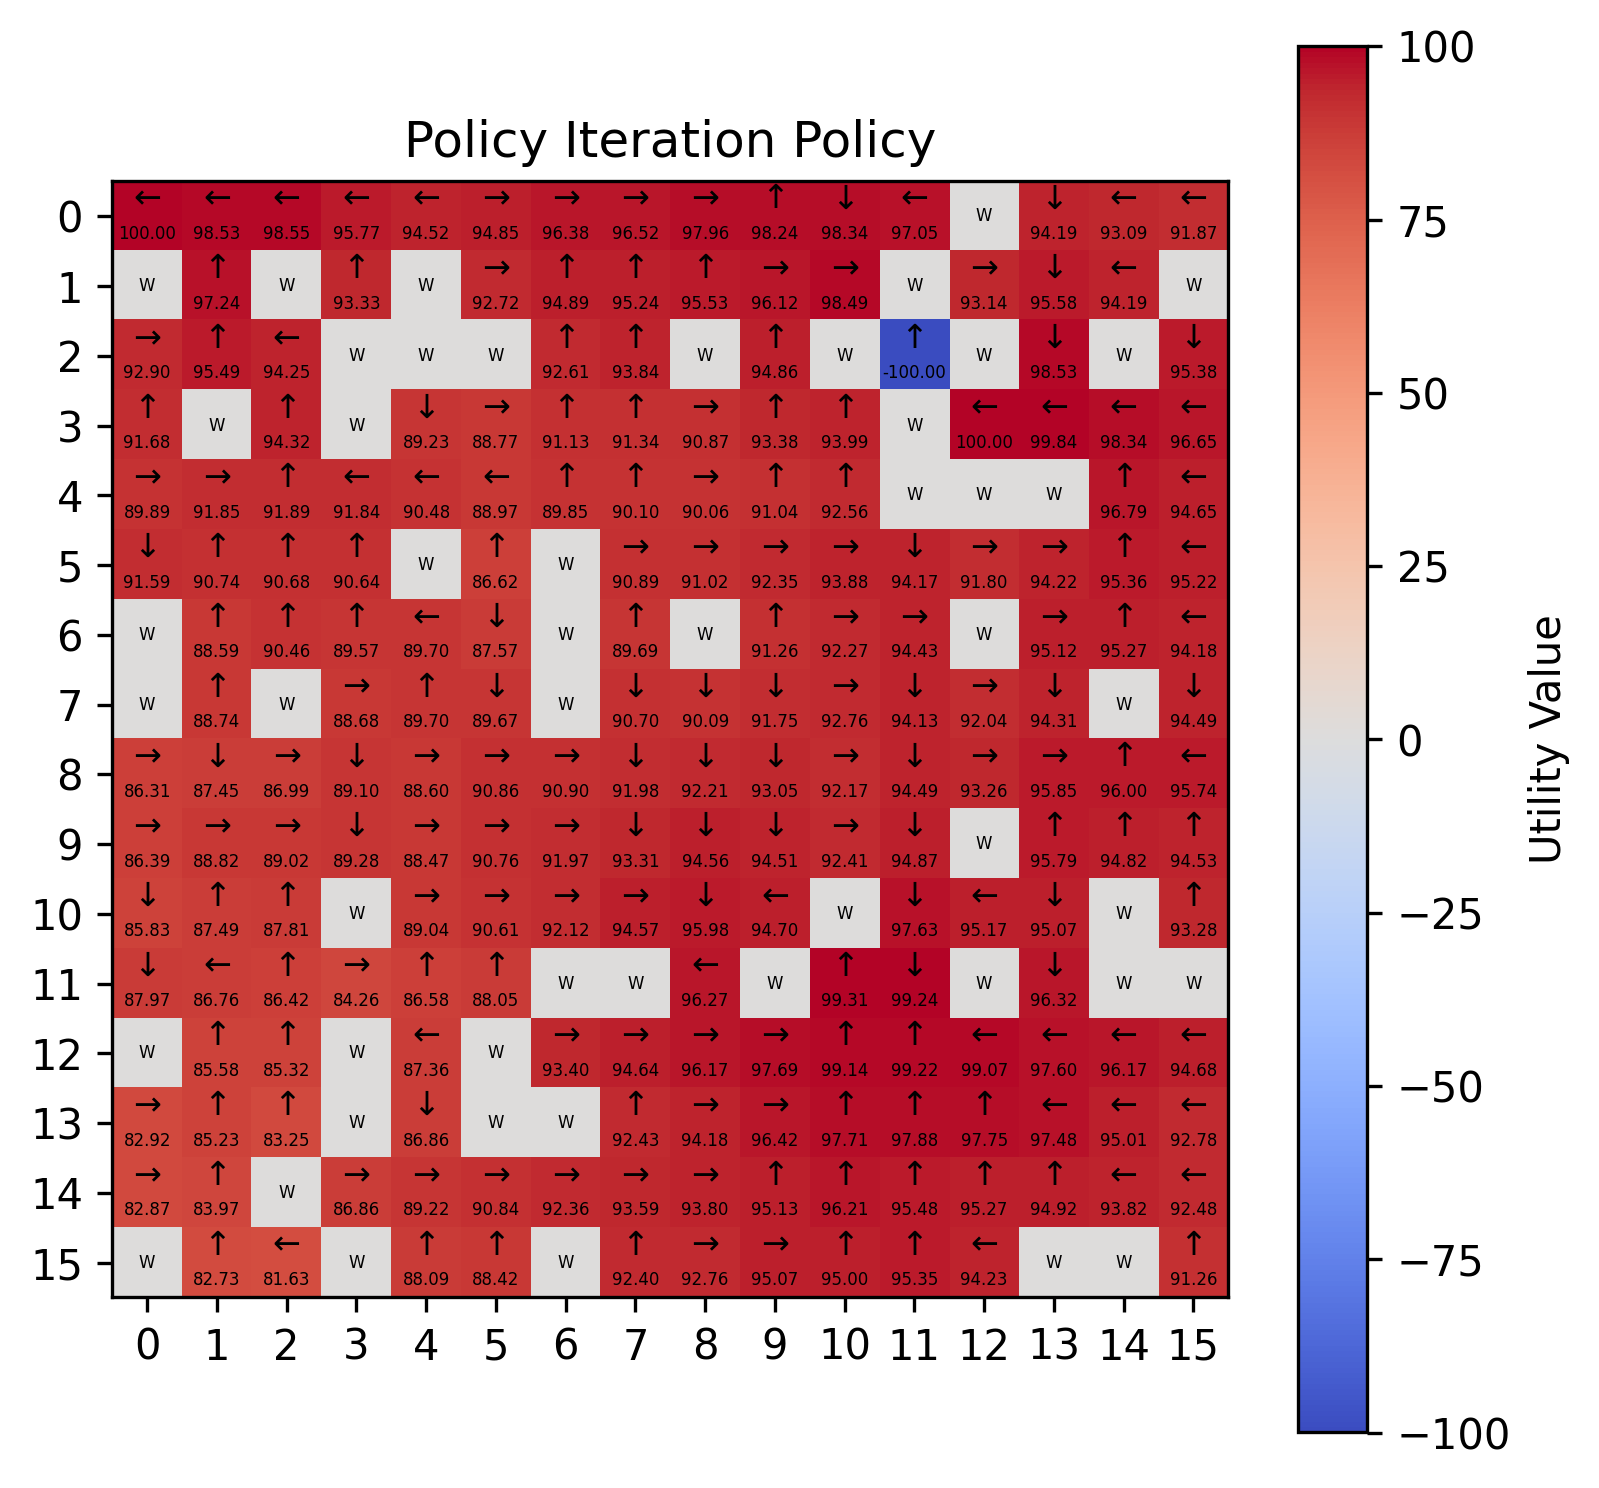 Policy Iteration Policy
0 ← ← ← ← ← → → → → ↑ ↓ ← W ↓ ← ←
100.00 98.53 98.55 95.77 94.52 94.85 96.38 96.52 97.96 98.24 98.34 97.05 94.19 93.09 91.87
1 W ↑ W ↑ W → ↑ ↑ ↑ → → W → ↓ ← W
97.24 93.33 92.72 94.89 95.24 95.53 96.12 98.49 93.14 95.58 94.19
2 → ↑ ← W W W ↑ ↑ W ↑ W ↑ W ↓ W ↓
92.90 95.49 94.25 92.61 93.84 94.86 -100.00 98.53 95.38
3 ↑ W ↑ W ↓ → ↑ ↑ → ↑ ↑ W ← ← ← ←
91.68 94.32 89.23 88.77 91.13 91.34 90.87 93.38 93.99 100.00 99.84 98.34 96.65
4 → → ↑ ← ← ← ↑ ↑ → ↑ ↑ W W W ↑ ←
89.89 91.85 91.89 91.84 90.48 88.97 89.85 90.10 90.06 91.04 92.56 96.79 94.65
5 ↓ ↑ ↑ ↑ W ↑ W → → → → ↓ → → ↑ ←
91.59 90.74 90.68 90.64 86.62 90.89 91.02 92.35 93.88 94.17 91.80 94.22 95.36 95.22
6 W ↑ ↑ ↑ ← ↓ W ↑ W ↑ → → W → ↑ ←
88.59 90.46 89.57 89.70 87.57 89.69 91.26 92.27 94.43 95.12 95.27 94.18
7 W ↑ W → ↑ ↓ W ↓ ↓ ↓ → ↓ → ↓ W ↓
88.74 88.68 89.70 89.67 90.70 90.09 91.75 92.76 94.13 92.04 94.31 94.49
8 → ↓ → ↓ → → → ↓ ↓ ↓ → ↓ → → ↑ ←
86.31 87.45 86.99 89.10 88.60 90.86 90.90 91.98 92.21 93.05 92.17 94.49 93.26 95.85 96.00 95.74
9 → → → ↓ → → → ↓ ↓ ↓ → ↓ W ↑ ↑ ↑
86.39 88.82 89.02 89.28 88.47 90.76 91.97 93.31 94.56 94.51 92.41 94.87 95.79 94.82 94.53
10 ↓ ↑ ↑ W → → → → ↓ ← W ↓ ← ↓ W ↑
85.83 87.49 87.81 89.04 90.61 92.12 94.57 95.98 94.70 97.63 95.17 95.07 93.28
11 ↓ ← ↑ → ↑ ↑ W W ← W ↑ ↓ W ↓ W W
87.97 86.76 86.42 84.26 86.58 88.05 96.27 99.31 99.24 96.32
12 W ↑ ↑ W ← W → → → → ↑ ↑ ← ← ← ←
85.58 85.32 87.36 93.40 94.64 96.17 97.69 99.14 99.22 99.07 97.60 96.17 94.68
13 → ↑ ↑ W ↓ W W ↑ → → ↑ ↑ ↑ ← ← ←
82.92 85.23 83.25 86.86 92.43 94.18 96.42 97.71 97.88 97.75 97.48 95.01 92.78
14 → ↑ W → → → → → → ↑ ↑ ↑ ↑ ↑ ← ←
82.87 83.97 86.86 89.22 90.84 92.36 93.59 93.80 95.13 96.21 95.48 95.27 94.92 93.82 92.48
15 W ↑ ← W ↑ ↑ W ↑ → → ↑ ↑ ← W W ↑
82.73 81.63 88.09 88.42 92.40 92.76 95.07 95.00 95.35 94.23 91.26
0 1 2 3 4 5 6 7 8 9 10 11 12 13 14 15
100
75
50
25
0
−25
−50
−75
−100
Utility Value